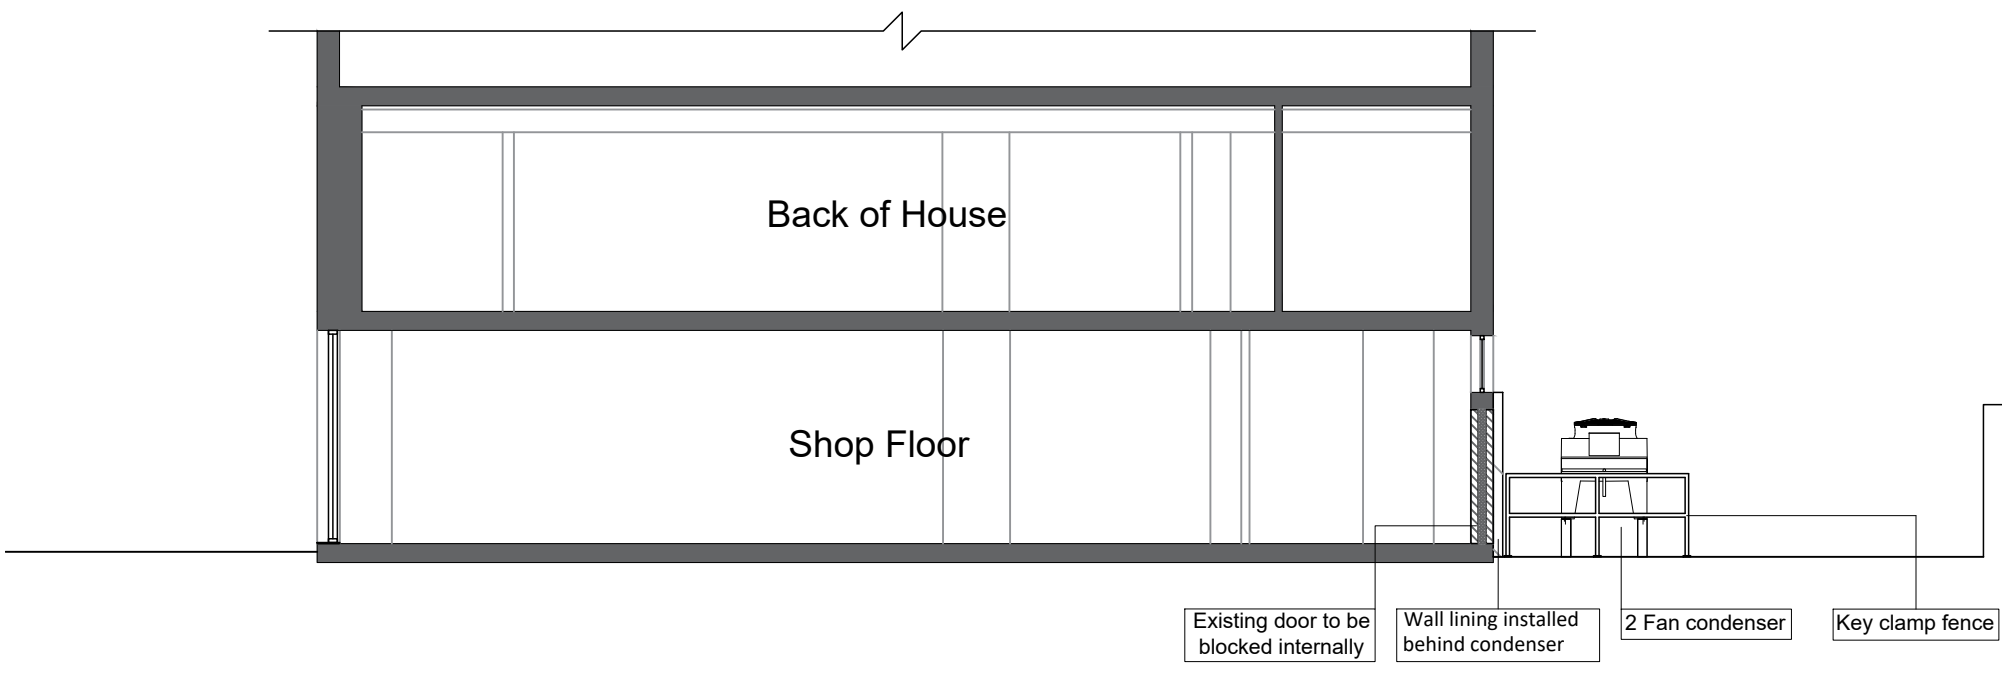 Back of House
Shop Floor
Existing door to be
blocked internally
Wall lining installed
behind condenser
2 Fan condenser
Key clamp fence